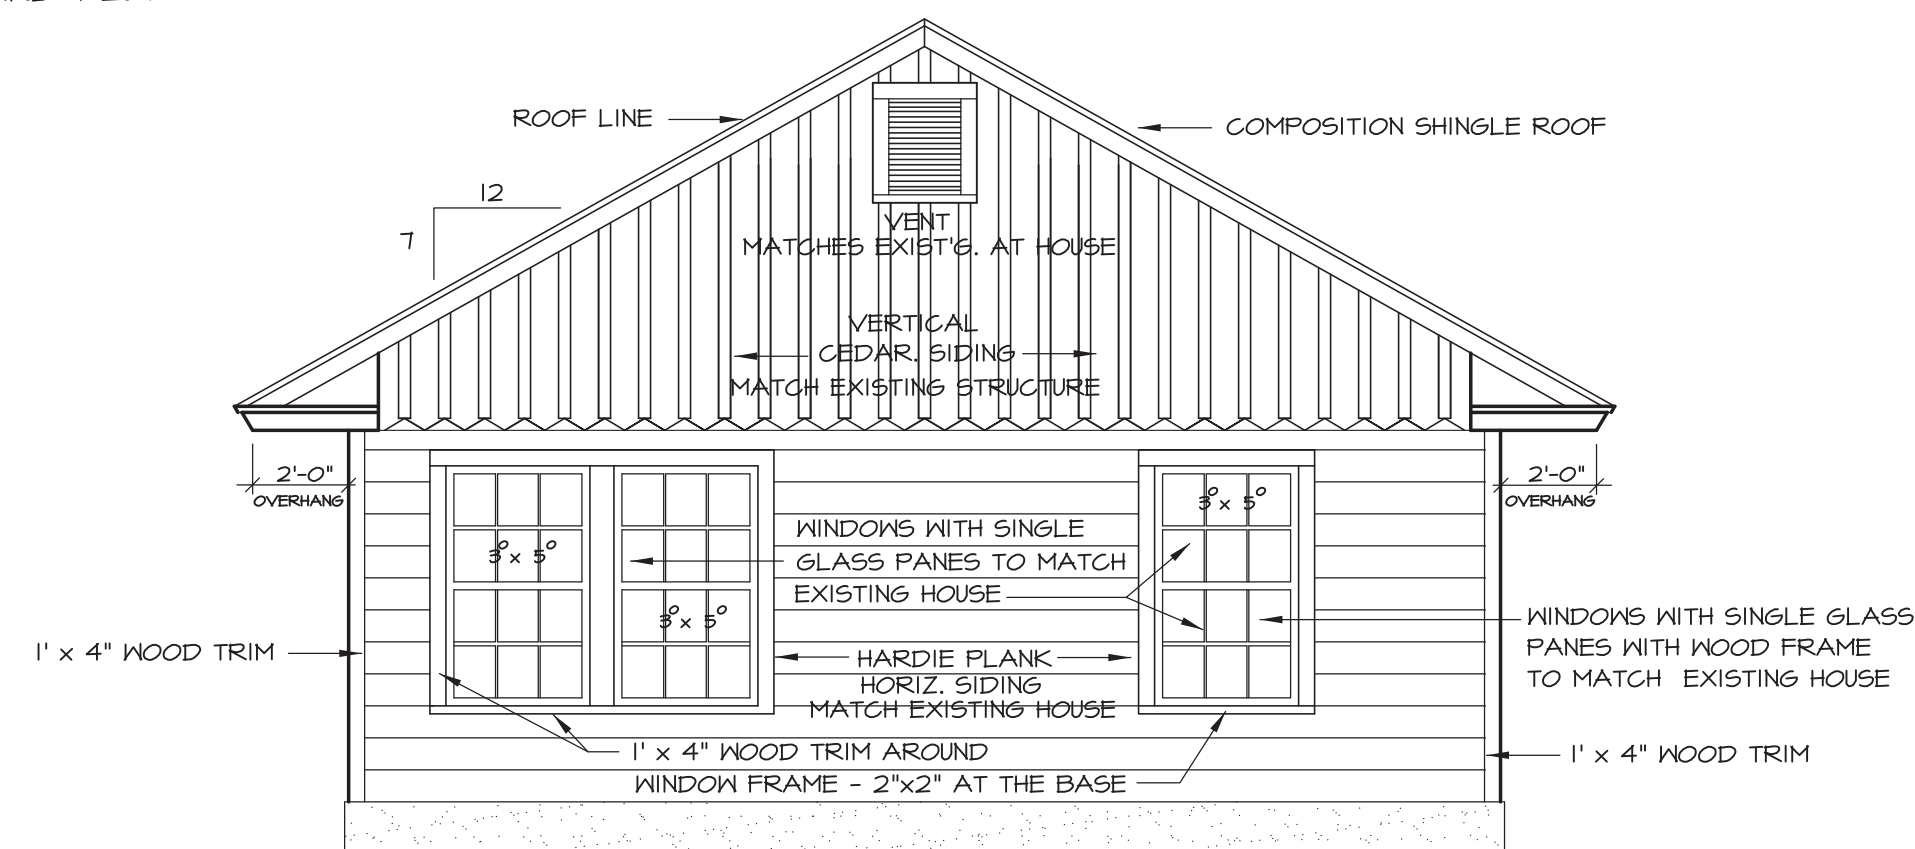 ROOF LINE
COMPOSITION SHINGLE ROOF
12
7
VENT
MATCHES EXIST'G. AT HOUSE
VERTICAL
CEDAR. SIDING
MATCH EXISTING STRUCTURE
2'-0"
OVERHANG
2'-0"
OVERHANG
3⁰ x 5⁰
3⁰ x 5⁰
3⁰ x 5⁰
WINDOWS WITH SINGLE
GLASS PANES TO MATCH
EXISTING HOUSE
WINDOWS WITH SINGLE GLASS
PANES WITH WOOD FRAME
TO MATCH EXISTING HOUSE
1' x 4" WOOD TRIM
HARDIE PLANK
HORIZ. SIDING
MATCH EXISTING HOUSE
1' x 4" WOOD TRIM AROUND
WINDOW FRAME - 2"x2" AT THE BASE
1' x 4" WOOD TRIM